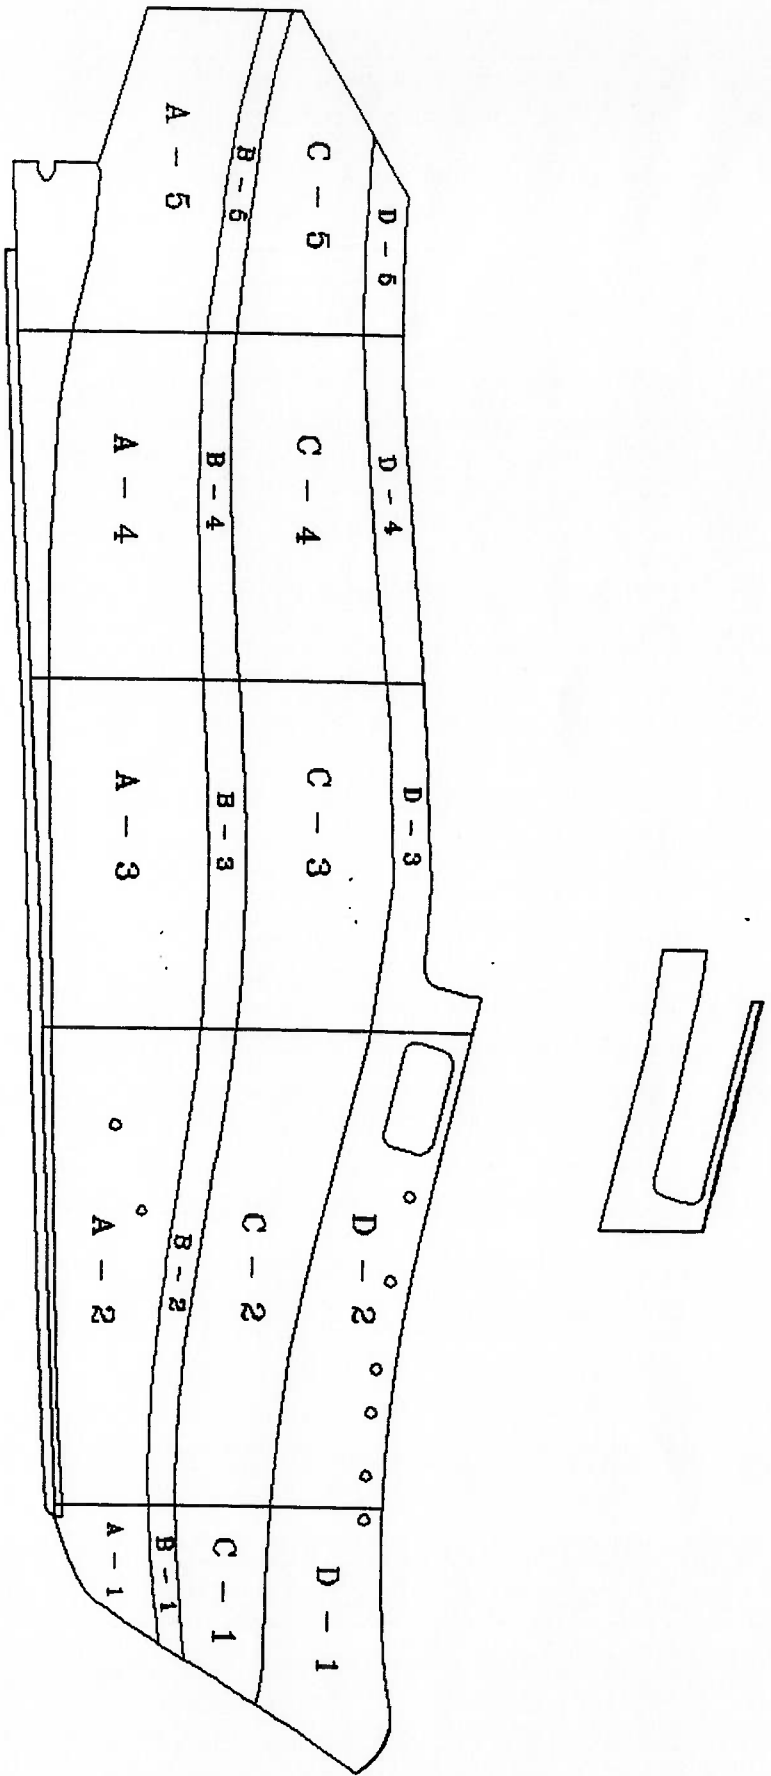 D - 5
D - 4
D - 3
D - 2
D - 1
C - 5
C - 4
C - 3
C - 2
C - 1
B - 5
B - 4
B - 3
B - 2
B - 1
A - 5
A - 4
A - 3
A - 2
A - 1